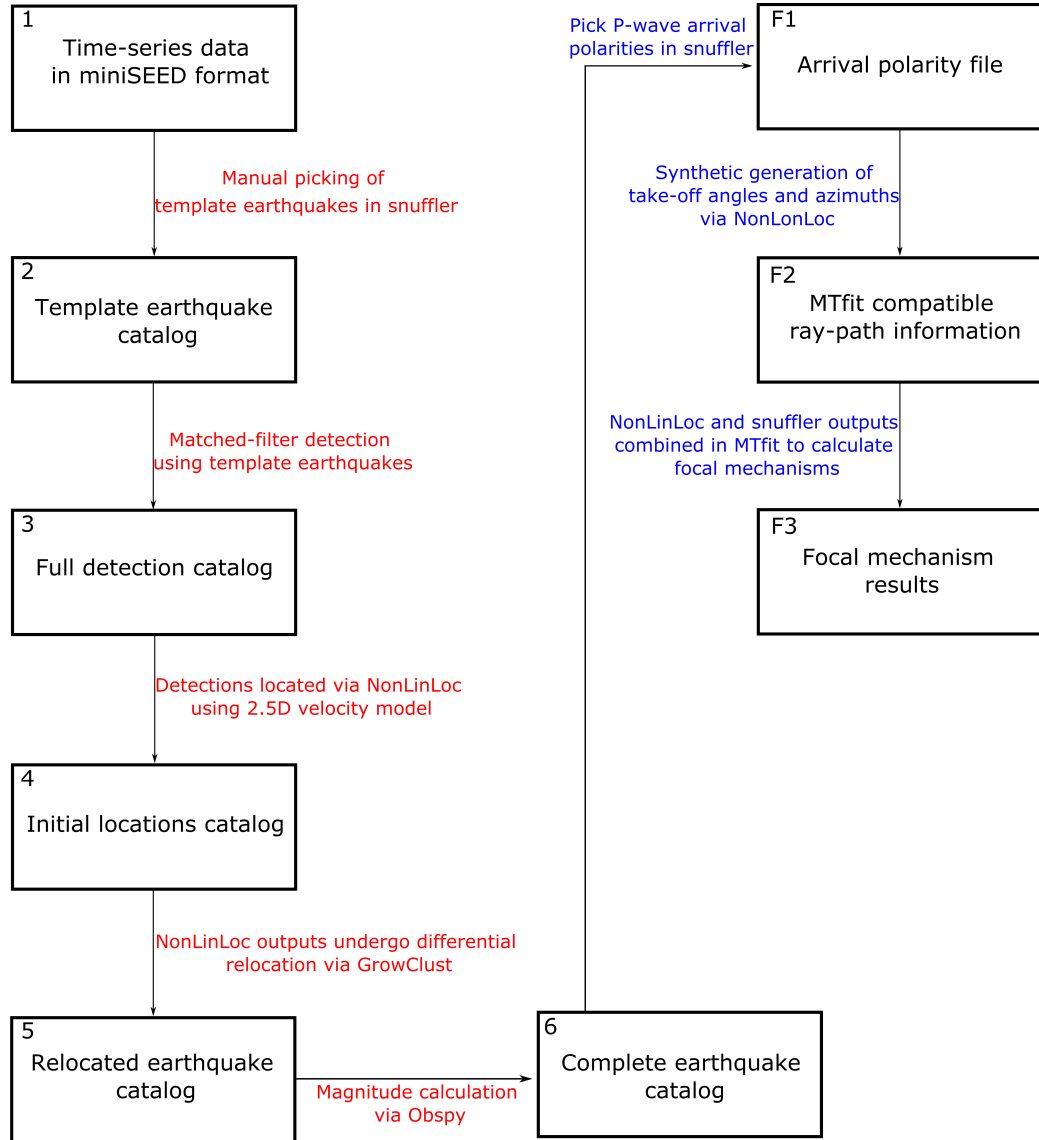 1
Time-series data
in miniSEED format
Manual picking of
template earthquakes in snuffler
2
Template earthquake
catalog
Matched-filter detection
using template earthquakes
3
Full detection catalog
Detections located via NonLinLoc
using 2.5D velocity model
4
Initial locations catalog
NonLinLoc outputs undergo differential
relocation via GrowClust
5
Relocated earthquake
catalog
Magnitude calculation
via Obspy
6
Complete earthquake
catalog
Pick P-wave arrival
polarities in snuffler
F1
Arrival polarity file
Synthetic generation of
take-off angles and azimuths
via NonLonLoc
F2
MTfit compatible
ray-path information
NonLinLoc and snuffler outputs
combined in MTfit to calculate
focal mechanisms
F3
Focal mechanism
results